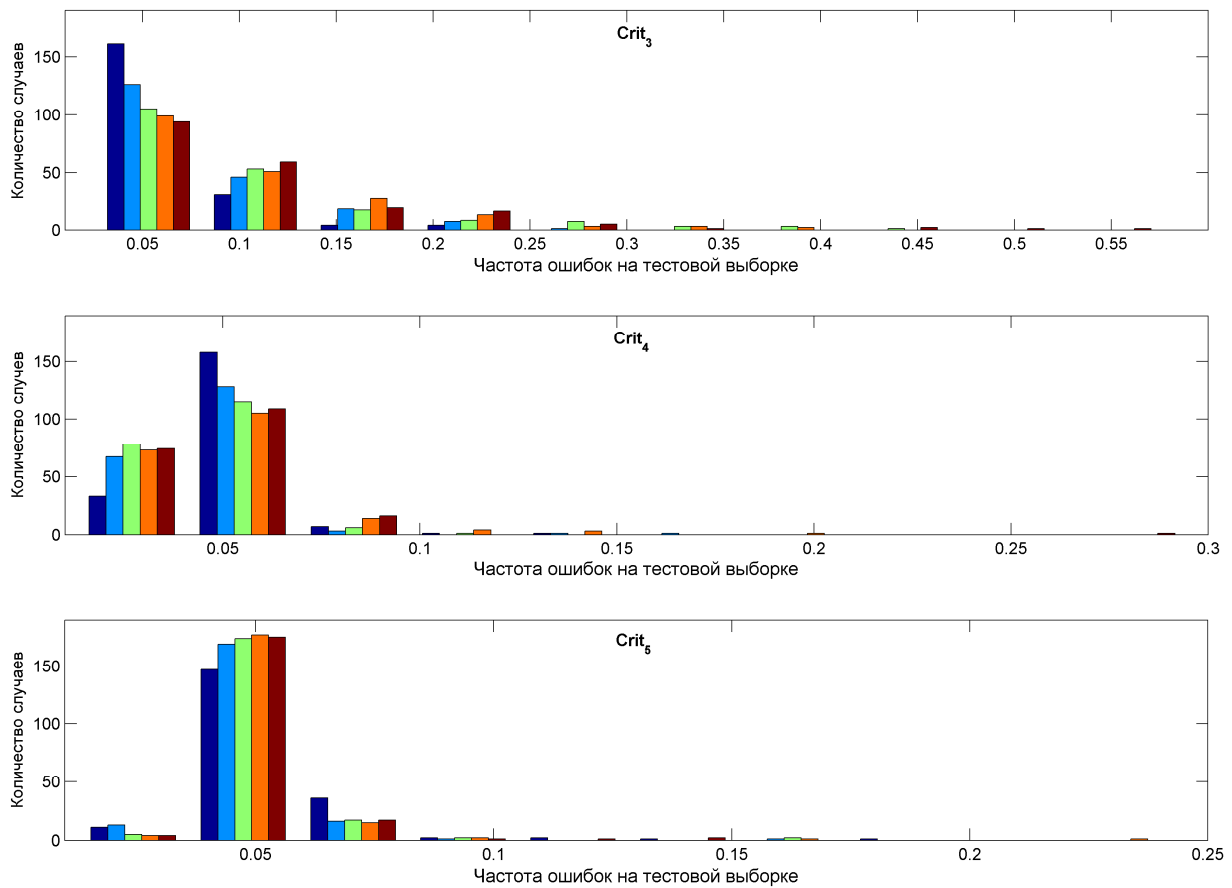 Crit3
Количество случаев
150
100
50
0
0.05 0.1 0.15 0.2 0.25 0.3 0.35 0.4 0.45 0.5 0.55
Частота ошибок на тестовой выборке
Crit4
Количество случев
150
100
50
0
0.05 0.1 0.15 0.2 0.25 0.3
Частота ошибок на тестовой выборке
Crit5
Количество случаев
150
100
50
0
0.05 0.1 0.15 0.2 0.25
Частота ошибок на тестовой выборке